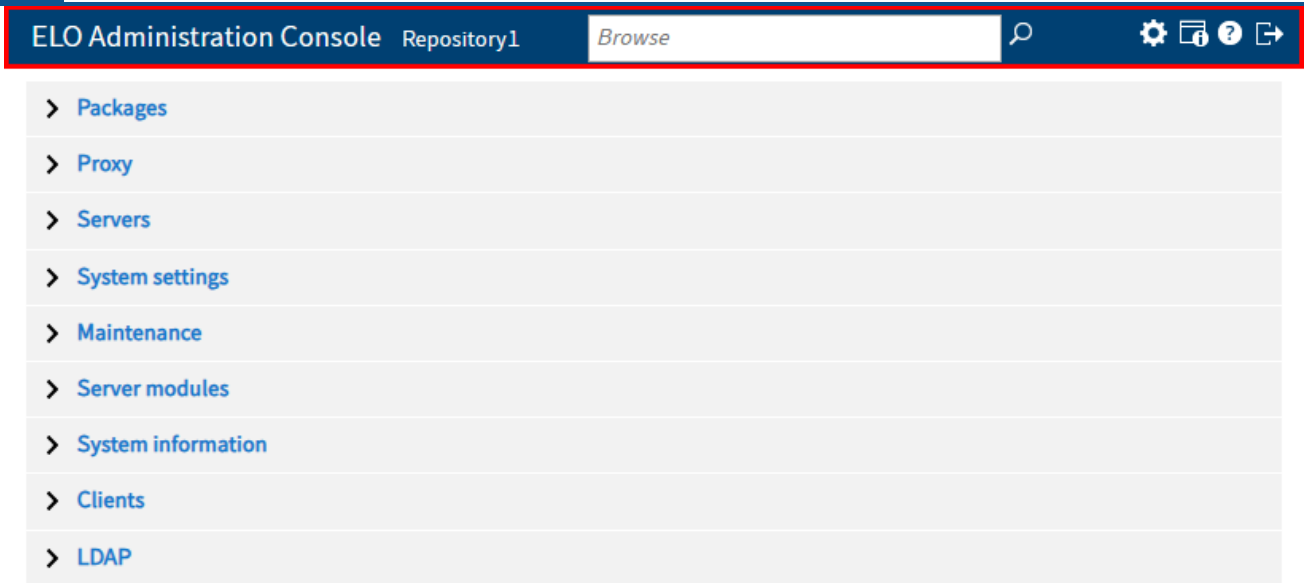 ELO Administration Console Repository1 Browse
Packages
Proxy
Servers
System settings
Maintenance
Server modules
System information
Clients
LDAP